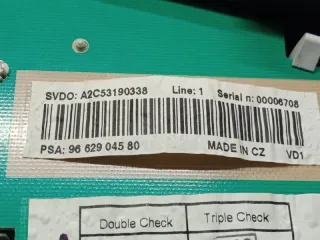 SVDO: A2C53190338 Line: 1 Serial n: 00006708
PSA: 96 629 045 80 MADE IN CZ VD1
Double Check Triple Check